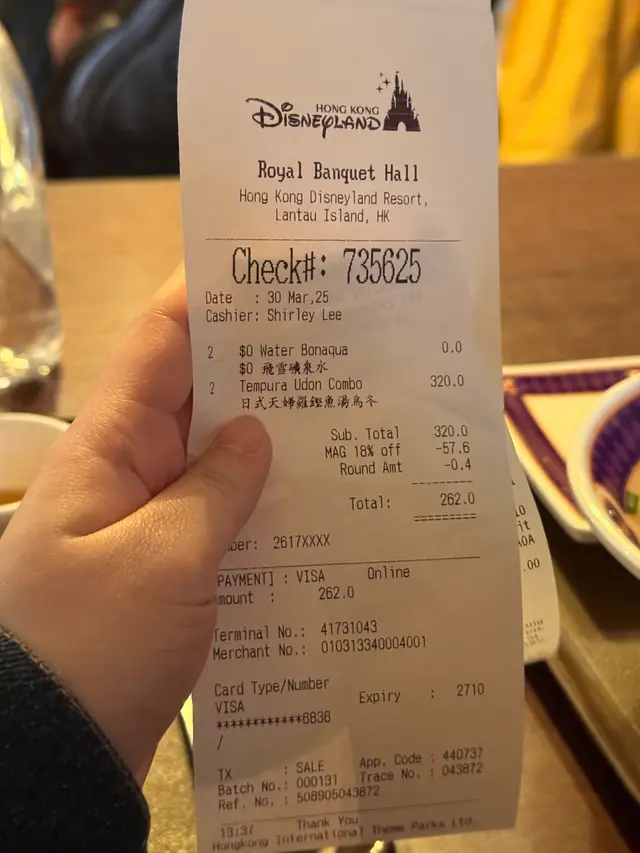 HONG KONG
DISNEYLAND
Royal Banquet Hall
Hong Kong Disneyland Resort,
Lantau Island, HK
Check#: 735625
Date : 30 Mar,25
Cashier: Shirley Lee
2 $0 Water Bonaqua 0.0
$0 飛雪礦泉水
2 Tempura Udon Combo 320.0
日式天婦羅鰹魚湯烏冬
Sub. Total 320.0
MAG 18% off -57.6
Round Amt -0.4
Total: 262.0
ber: 2617XXXX
PAYMENT] : VISA Online
mount : 262.0
Terminal No.: 41731043
Merchant No.: 010313340004001
Card Type/Number
VISA Expiry : 2710
************6836
/
TX : SALE App. Code : 440737
Batch No.: 000131 Trace No. : 043872
Ref. No. : 508905043872
13:37 Thank You
Hongkong International Theme Parks Ltd.